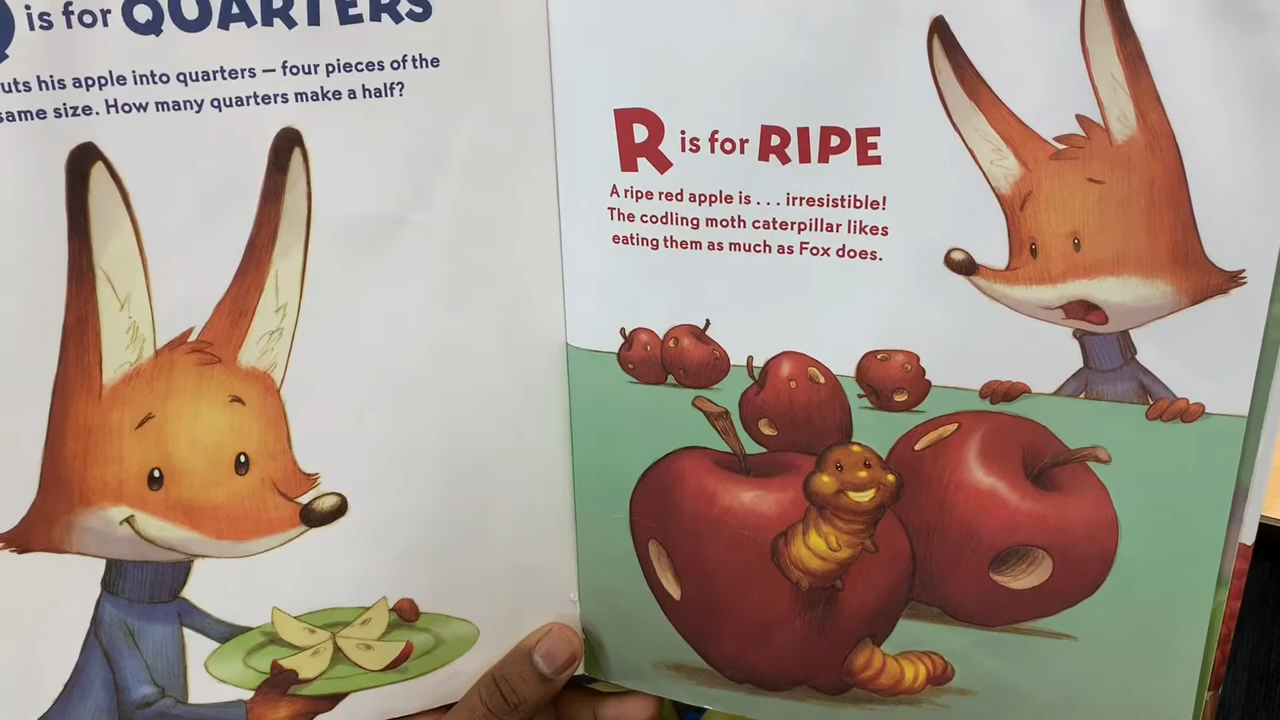 is for QUARTERS
his apple into quarters – four pieces of the
same size. How many quarters make a half?
R is for RIPE
A ripe red apple is . . . irresistible!
The codling moth caterpillar likes
eating them as much as Fox does.